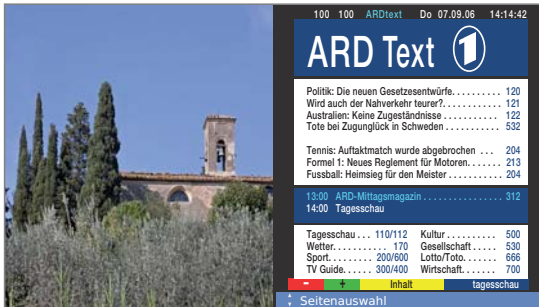 100 100 ARDtext Do 07.09.06 14:14:42
ARD Text 1
Politik: Die neuen Gesetzesentwürfe. . . . . . . . 120
Wird auch der Nahverkehr teurer?. . . . . . . . . . . 121
Australien: Keine Zugeständnisse . . . . . . . . . . . 122
Tote bei Zugunglück in Schweden . . . . . . . . . . 532
Tennis: Auftaktmatch wurde abgebrochen . . . 204
Formel 1: Neues Reglement für Motoren. . . . . . . 213
Fussball: Heimsieg für den Meister . . . . . . . . . . 204
13:00 ARD-Mittagsmagazin . . . . . . . . . . . . . . . . 312
14:00 Tagesschau
Tagesschau . . . 110/112 Kultur . . . . . . . . . . 500
Wetter. . . . . . . . . . 170 Gesellschaft . . . . . 530
Sport. . . . . . . . . 200/600 Lotto/Toto. . . . . . . 666
TV Guide. . . . . 300/400 Wirtschaft. . . . . . . 700
- + Inhalt tagesschau
Seitenauswahl